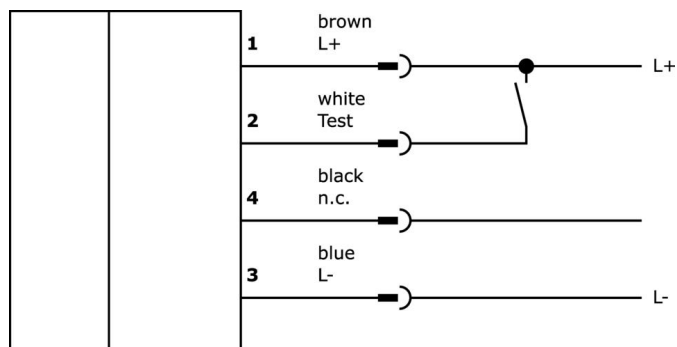 brown
1 L+
L+
white
2 Test
black
4 n.c.
blue
3 L-
L-